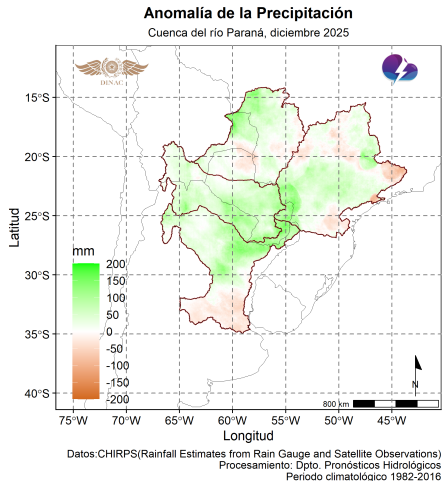 Anomalía de la Precipitación
Cuenca del río Paraná, diciembre 2025
DINAC
15°S
20°S
25°S
30°S
35°S
40°S
Latitud
mm
200
150
100
50
0
-50
-100
-150
-200
N
800 km
75°W
70°W
65°W
60°W
55°W
50°W
45°W
Longitud
Datos:CHIRPS(Rainfall Estimates from Rain Gauge and Satellite Observations)
Procesamiento: Dpto. Pronósticos Hidrológicos
Periodo climatológico 1982-2016